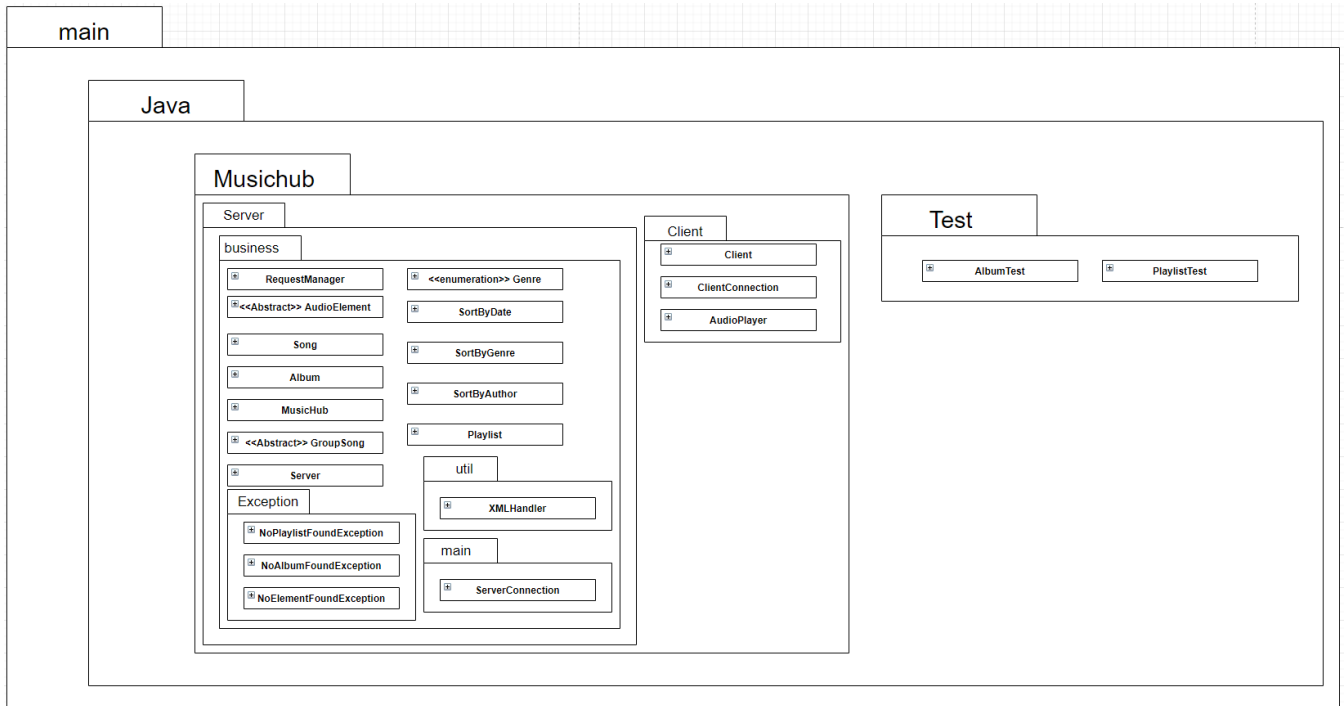 main
Java
Musichub
Server
business
RequestManager
<<Abstract>> AudioElement
Song
Album
MusicHub
<<Abstract>> GroupSong
Server
<<enumeration>> Genre
SortByDate
SortByGenre
SortByAuthor
Playlist
Exception
NoPlaylistFoundException
NoAlbumFoundException
NoElementFoundException
util
XMLHandler
main
ServerConnection
Client
Client
ClientConnection
AudioPlayer
Test
AlbumTest
PlaylistTest